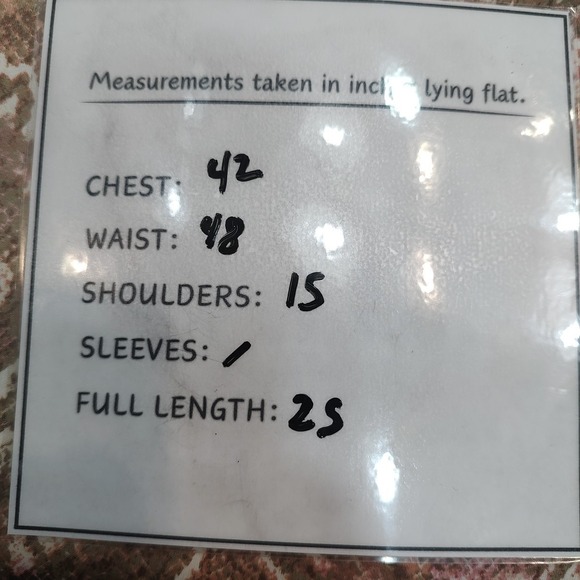 Measurements taken in lying flat.
CHEST: 42
WAIST: 48
SHOULDERS: 15
SLEEVES: /
FULL LENGTH: 25